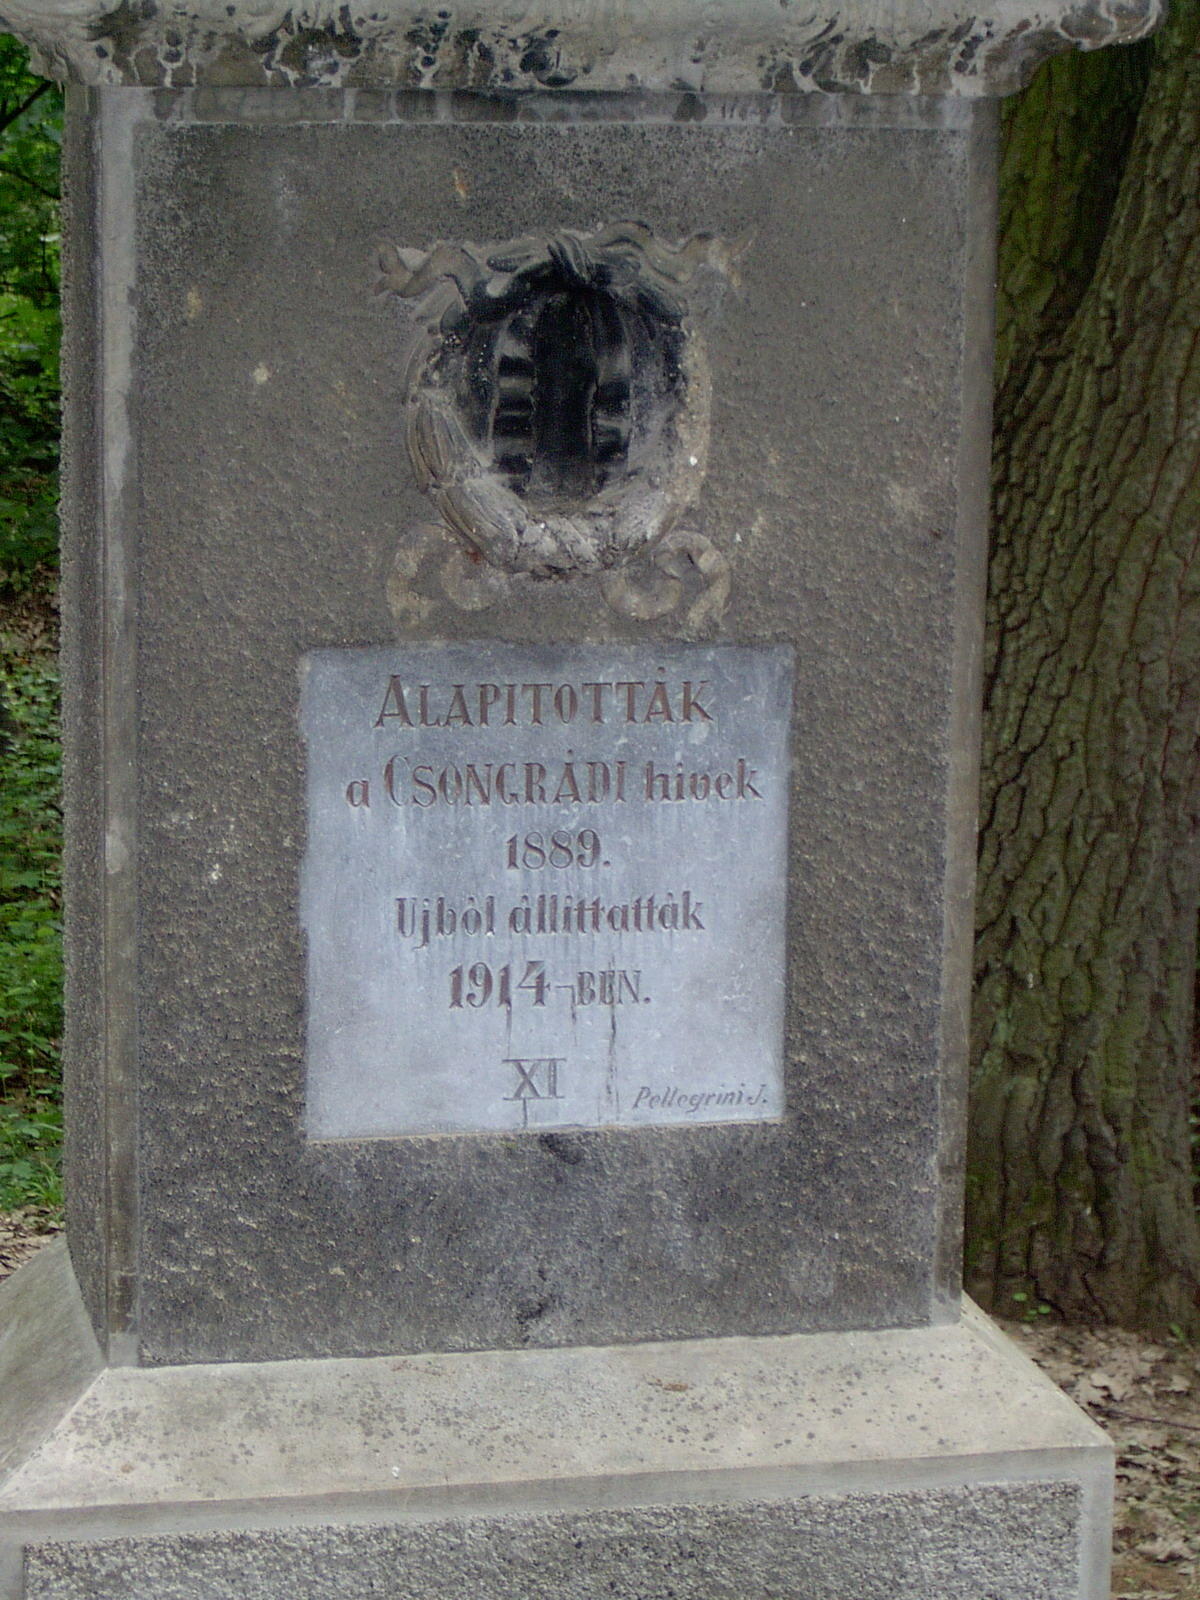 ALAPITOTTÁK
a CSONGRÁDI hivek
1889.
Ujból állittatták
1914-BEN.
XI
Pellegrini J.